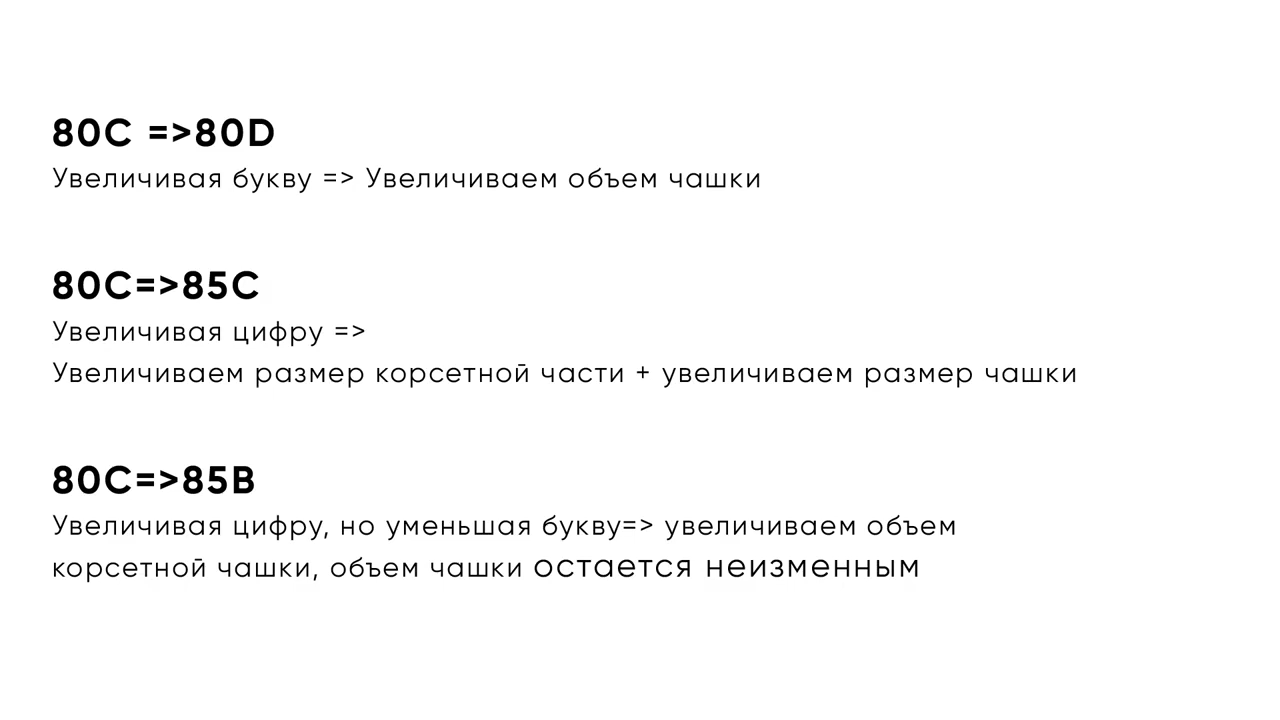 80C =>80D
Увеличивая букву => Увеличиваем объем чашки
80C=>85C
Увеличивая цифру =>
Увеличиваем размер корсетной части + увеличиваем размер чашки
80C=>85B
Увеличивая цифру, но уменьшая букву=> увеличиваем объем
корсетной чашки, объем чашки остается неизменным